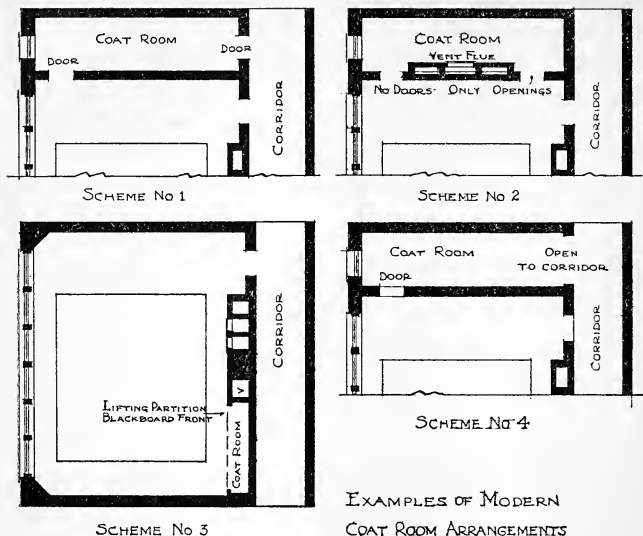 COAT ROOM
DOOR
DOOR
CORRIDOR
SCHEME No 1
COAT ROOM
VENT FLUE
No DOORS- ONLY OPENINGS
CORRIDOR
SCHEME No 2
LIFTING PARTITION
BLACKBOARD FRONT
V
COAT ROOM
CORRIDOR
SCHEME No 3
COAT ROOM
OPEN
TO CORRIDOR
DOOR
CORRIDOR
SCHEME No 4
EXAMPLES OF MODERN
COAT ROOM ARRANGEMENTS